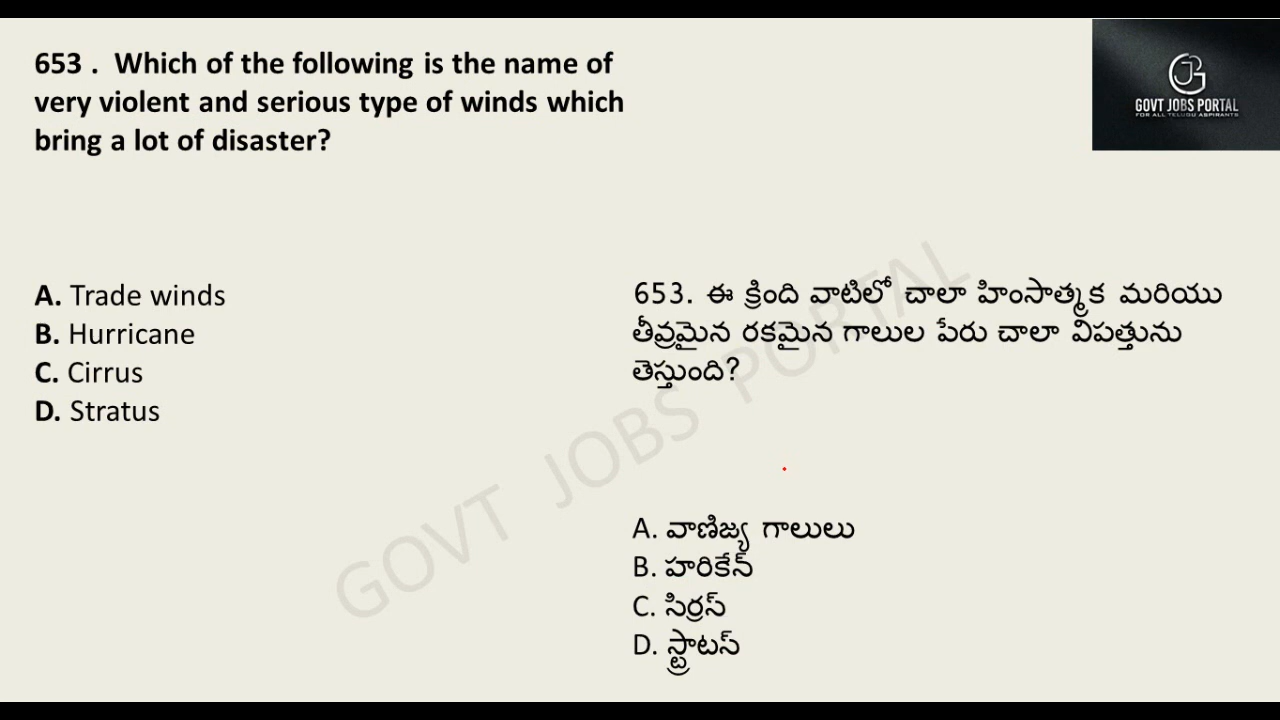 653 .  Which of the following is the name of
very violent and serious type of winds which
bring a lot of disaster?
GJ
GOVT JOBS PORTAL
FOR ALL TELUGU ASPIRANTS
A. Trade winds
B. Hurricane
C. Cirrus
D. Stratus
653. ఈ క్రింది వాటిలో చాలా హింసాత్మక మరియు
తీవ్రమైన రకమైన గాలుల పేరు చాలా విపత్తును
తెస్తుంది?
A. వాణిజ్య గాలులు
B. హరికేన్
C. సిర్రస్
D. స్ట్రాటస్
GOVT JOBS PORTAL